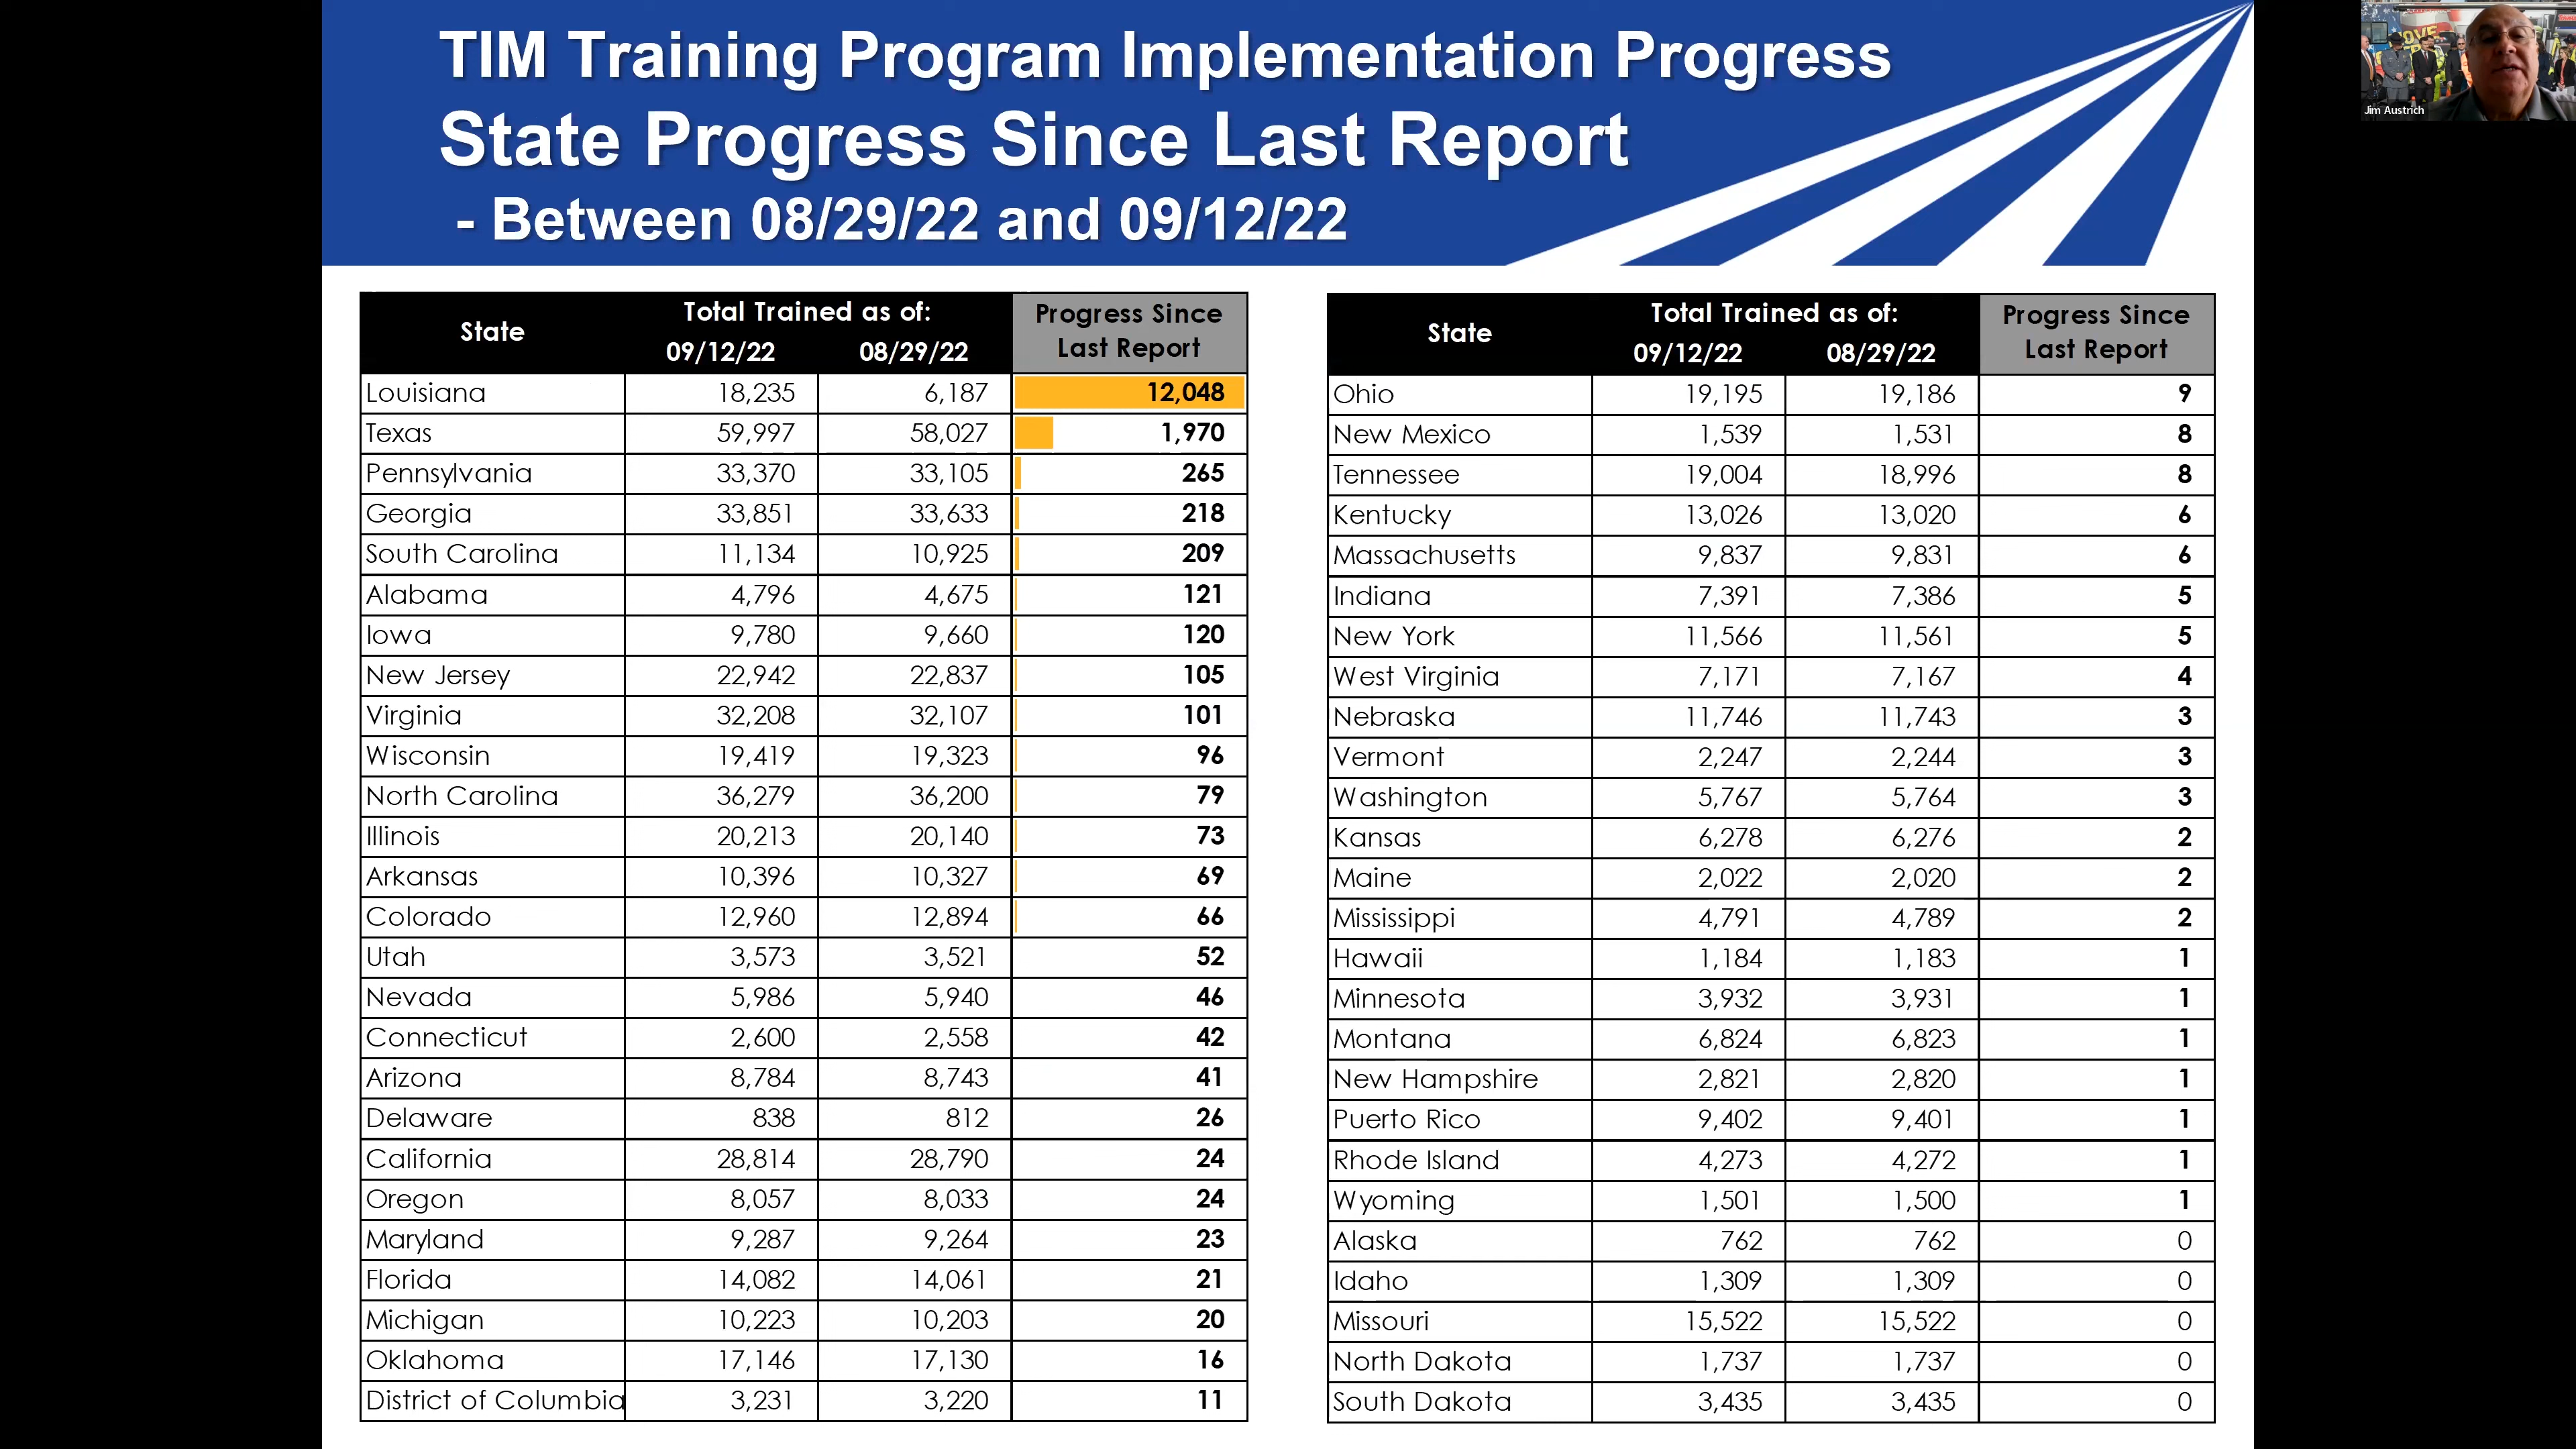 TIM Training Program Implementation Progress
State Progress Since Last Report
- Between 08/29/22 and 09/12/22
Jim Austrich
State Total Trained as of: 09/12/22 08/29/22 Progress Since Last Report
Louisiana 18,235 6,187 12,048
Texas 59,997 58,027 1,970
Pennsylvania 33,370 33,105 265
Georgia 33,851 33,633 218
South Carolina 11,134 10,925 209
Alabama 4,796 4,675 121
Iowa 9,780 9,660 120
New Jersey 22,942 22,837 105
Virginia 32,208 32,107 101
Wisconsin 19,419 19,323 96
North Carolina 36,279 36,200 79
Illinois 20,213 20,140 73
Arkansas 10,396 10,327 69
Colorado 12,960 12,894 66
Utah 3,573 3,521 52
Nevada 5,986 5,940 46
Connecticut 2,600 2,558 42
Arizona 8,784 8,743 41
Delaware 838 812 26
California 28,814 28,790 24
Oregon 8,057 8,033 24
Maryland 9,287 9,264 23
Florida 14,082 14,061 21
Michigan 10,223 10,203 20
Oklahoma 17,146 17,130 16
District of Columbia 3,231 3,220 11
State Total Trained as of: 09/12/22 08/29/22 Progress Since Last Report
Ohio 19,195 19,186 9
New Mexico 1,539 1,531 8
Tennessee 19,004 18,996 8
Kentucky 13,026 13,020 6
Massachusetts 9,837 9,831 6
Indiana 7,391 7,386 5
New York 11,566 11,561 5
West Virginia 7,171 7,167 4
Nebraska 11,746 11,743 3
Vermont 2,247 2,244 3
Washington 5,767 5,764 3
Kansas 6,278 6,276 2
Maine 2,022 2,020 2
Mississippi 4,791 4,789 2
Hawaii 1,184 1,183 1
Minnesota 3,932 3,931 1
Montana 6,824 6,823 1
New Hampshire 2,821 2,820 1
Puerto Rico 9,402 9,401 1
Rhode Island 4,273 4,272 1
Wyoming 1,501 1,500 1
Alaska 762 762 0
Idaho 1,309 1,309 0
Missouri 15,522 15,522 0
North Dakota 1,737 1,737 0
South Dakota 3,435 3,435 0